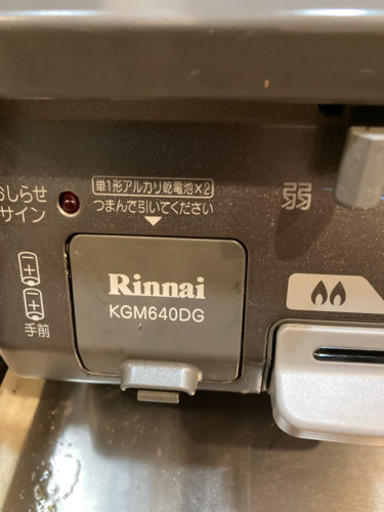 おしらせ
サイン
単1形アルカリ乾電池×2
つまんで引いてください
弱
Rinnai
KGM640DG
手前